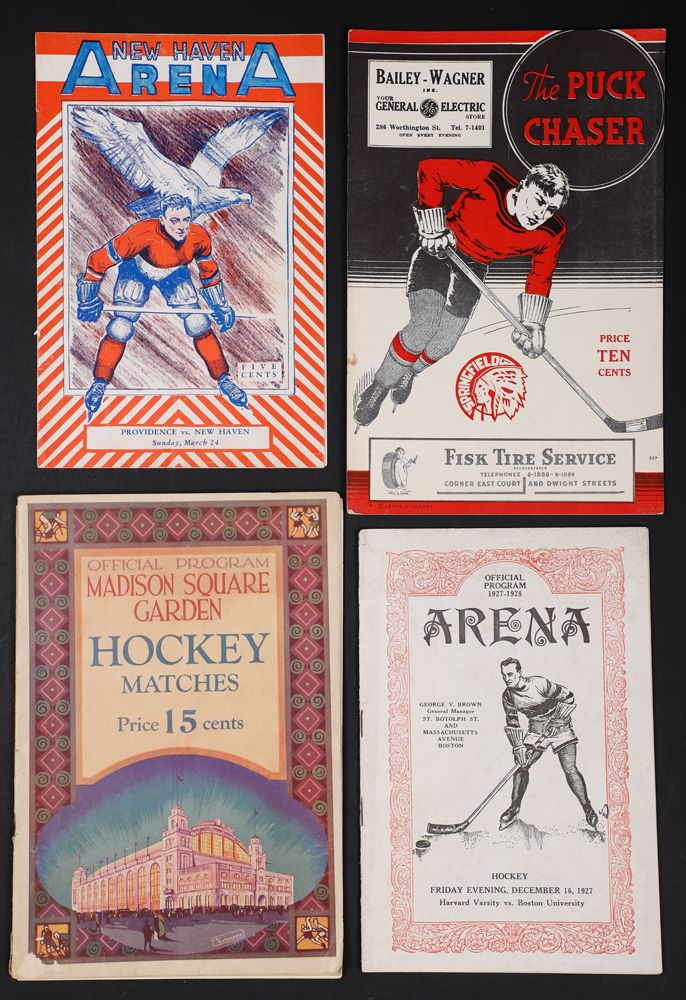 NEW HAVEN
ARENA
FIVE
CENTS
PROVIDENCE vs. NEW HAVEN
Sunday, March 24
BAILEY-WAGNER
INC.
YOUR
GENERAL GE ELECTRIC
STORE
286 Worthington St. Tel. 7-1401
OPEN EVERY EVENING
The PUCK
CHASER
PRICE
TEN
CENTS
SPRINGFIELD
FISK TIRE SERVICE
Incorporated
TELEPHONES 6-1888 - 6-1889
CORNER EAST COURT AND DWIGHT STREETS
OFFICIAL PROGRAM
MADISON SQUARE
GARDEN
HOCKEY
MATCHES
Price 15 cents
OFFICIAL
PROGRAM
1927-1928
ARENA
GEORGE V. BROWN
General Manager
ST. BOTOLPH ST.
AND
MASSACHUSETTS
AVENUE
BOSTON
HOCKEY
FRIDAY EVENING, DECEMBER 16, 1927
Harvard Varsity vs. Boston University